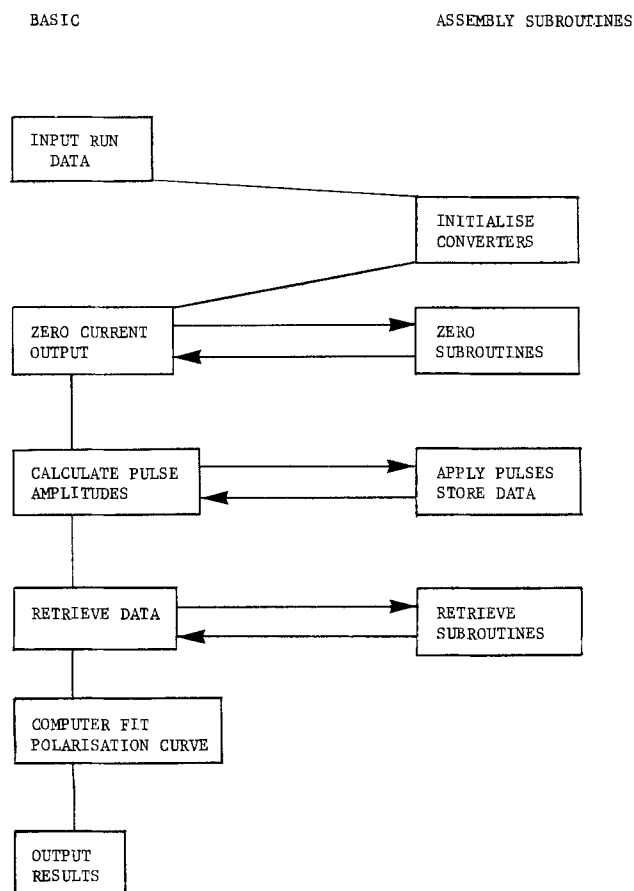 BASIC
ASSEMBLY SUBROUTINES
INPUT RUN
DATA
INITIALISE
CONVERTERS
ZERO CURRENT
OUTPUT
ZERO
SUBROUTINES
CALCULATE PULSE
AMPLITUDES
APPLY PULSES
STORE DATA
RETRIEVE DATA
RETRIEVE
SUBROUTINES
COMPUTER FIT
POLARISATION CURVE
OUTPUT
RESULTS